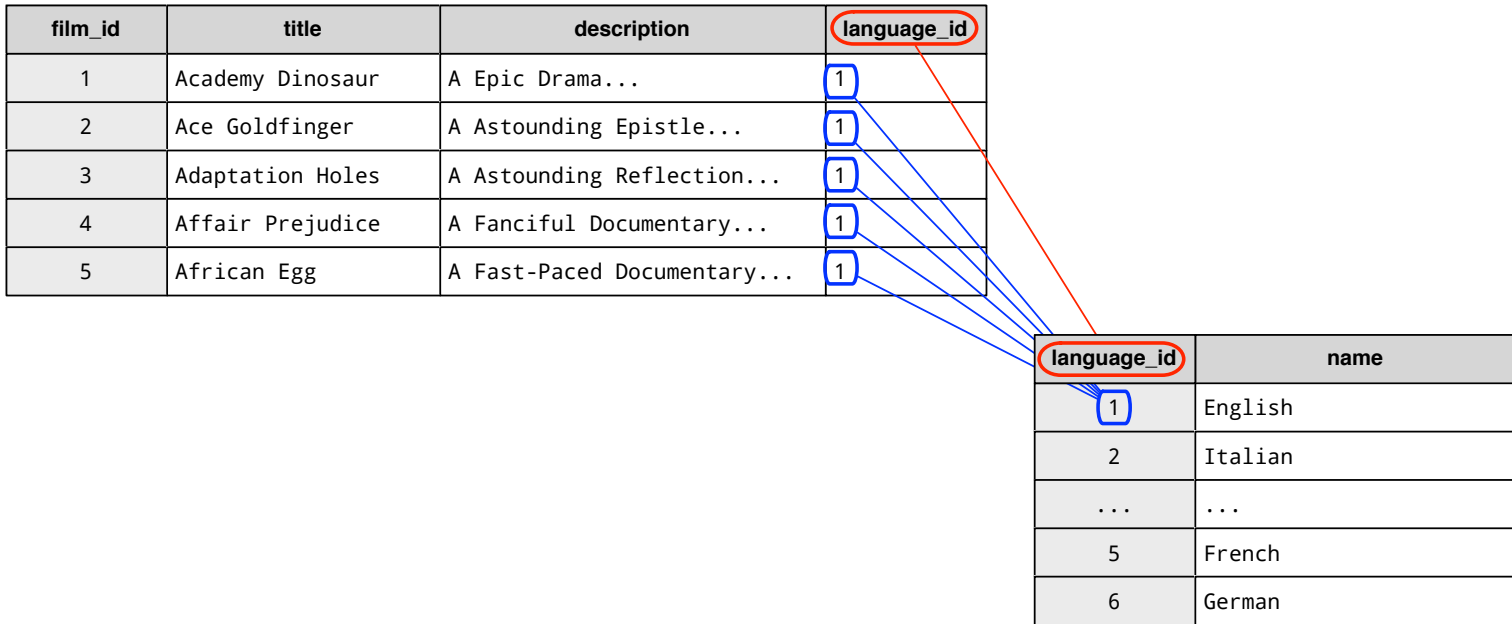 film_id title description language_id
1 Academy Dinosaur A Epic Drama... 1
2 Ace Goldfinger A Astounding Epistle... 1
3 Adaptation Holes A Astounding Reflection... 1
4 Affair Prejudice A Fanciful Documentary... 1
5 African Egg A Fast-Paced Documentary... 1
language_id name
1 English
2 Italian
... ...
5 French
6 German